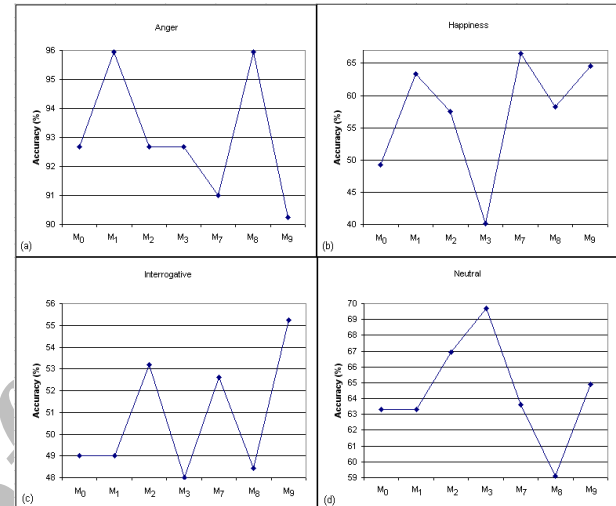 Anger
Accuracy (%)
96
95
94
93
92
91
90
M0 M1 M2 M3 M7 M8 M9
(a)
Happiness
Accuracy (%)
65
60
55
50
45
40
M0 M1 M2 M3 M7 M8 M9
(b)
Interrogative
Accuracy (%)
56
55
54
53
52
51
50
49
48
M0 M1 M2 M3 M7 M8 M9
(c)
Neutral
Accuracy (%)
70
69
68
67
66
65
64
63
62
61
60
59
M0 M1 M2 M3 M7 M8 M9
(d)